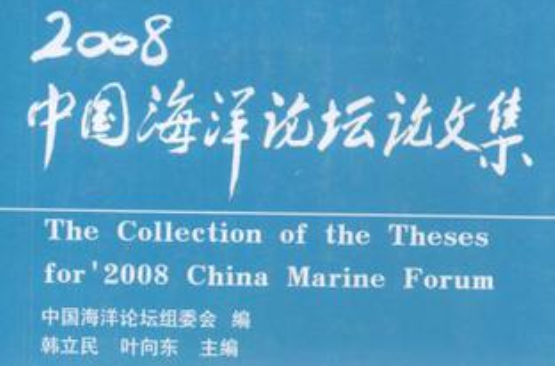 2008
中国海洋论坛论文集
The Collection of the Theses
for '2008 China Marine Forum
中国海洋论坛组委会 编
韩立民 叶向东 主编